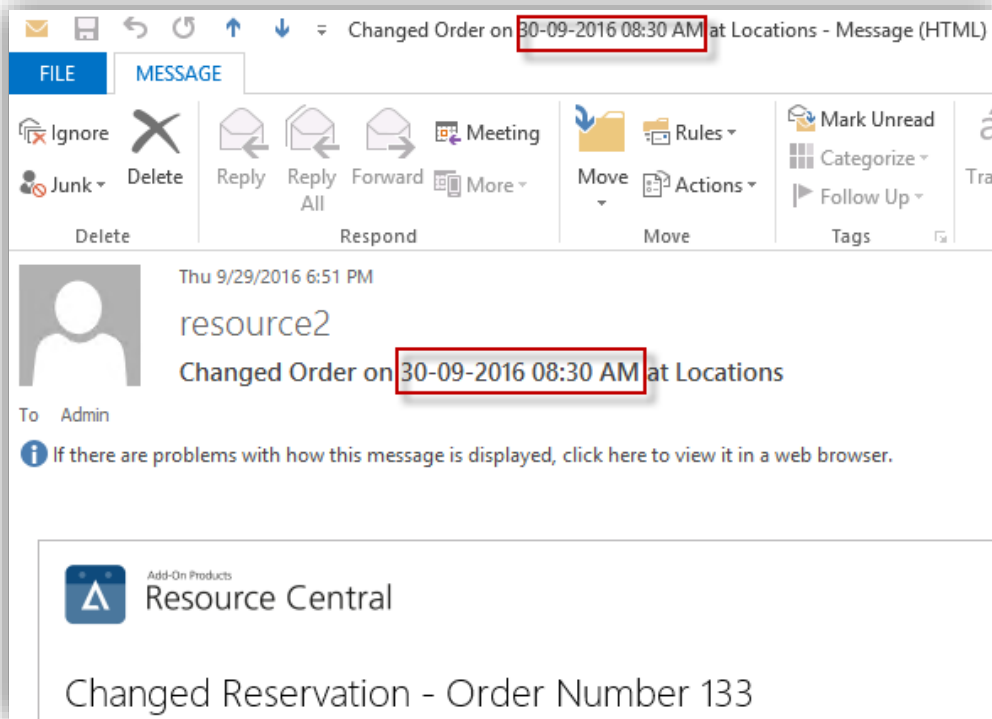 Changed Order on 30-09-2016 08:30 AM at Locations - Message (HTML)
FILE MESSAGE
Ignore
Junk
Delete
Reply
Reply All
Forward
Meeting
More
Move
Rules
Actions
Mark Unread
Categorize
Follow Up
Delete Respond Move Tags
Thu 9/29/2016 6:51 PM
resource2
Changed Order on 30-09-2016 08:30 AM at Locations
To Admin
If there are problems with how this message is displayed, click here to view it in a web browser.
Add-On Products
Resource Central
Changed Reservation - Order Number 133